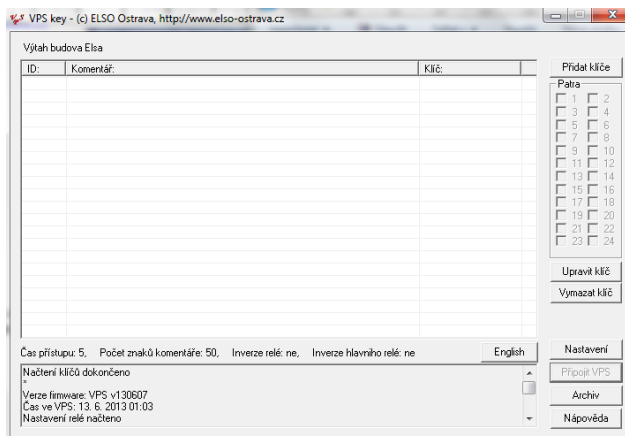 VPS key - (c) ELSO Ostrava, http://www.elso-ostrava.cz
Výtah budova Elsa
ID: Komentář: Klíč:
Přidat klíče
Patra
1 2
3 4
5 6
7 8
9 10
11 12
13 14
15 16
17 18
19 20
21 22
23 24
Upravit klíč
Vymazat klíč
Čas přístupu: 5, Počet znaků komentáře: 50, Inverze relé: ne, Inverze hlavního relé: ne
English
Nastavení
Načtení klíčů dokončeno
*
Verze firmware: VPS v130607
Čas ve VPS: 13. 6. 2013 01:03
Nastavení relé načteno
Připojit VPS
Archiv
Nápověda